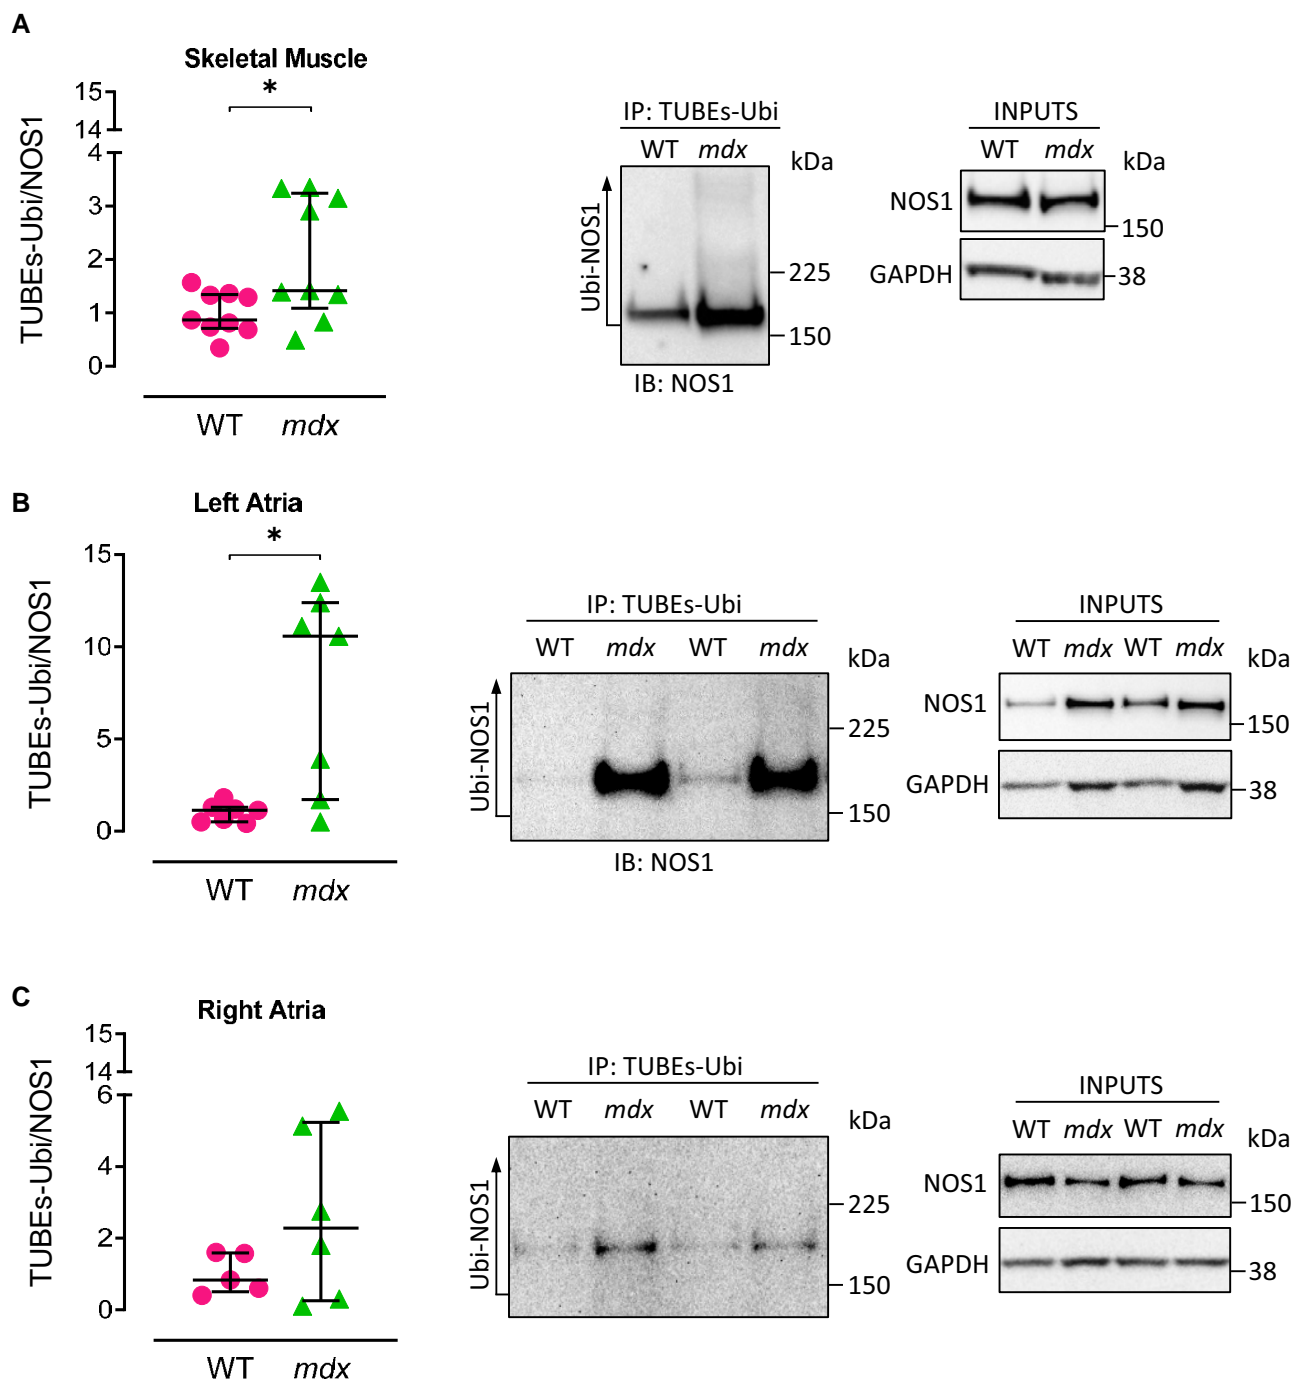 A
Skeletal Muscle
*
TUBEs-Ubi/NOS1
15
14
4
3
2
1
0
WT mdx
IP: TUBEs-Ubi
WT mdx
kDa
Ubi-NOS1
225
150
IB: NOS1
INPUTS
WT mdx
kDa
NOS1
150
GAPDH
38
B
Left Atria
*
TUBEs-Ubi/NOS1
15
10
5
0
WT mdx
IP: TUBEs-Ubi
WT mdx WT mdx
kDa
Ubi-NOS1
225
150
IB: NOS1
INPUTS
WT mdx WT mdx
kDa
NOS1
150
GAPDH
38
C
Right Atria
TUBEs-Ubi/NOS1
15
14
6
4
2
0
WT mdx
IP: TUBEs-Ubi
WT mdx WT mdx
kDa
Ubi-NOS1
225
150
INPUTS
WT mdx WT mdx
kDa
NOS1
150
GAPDH
38